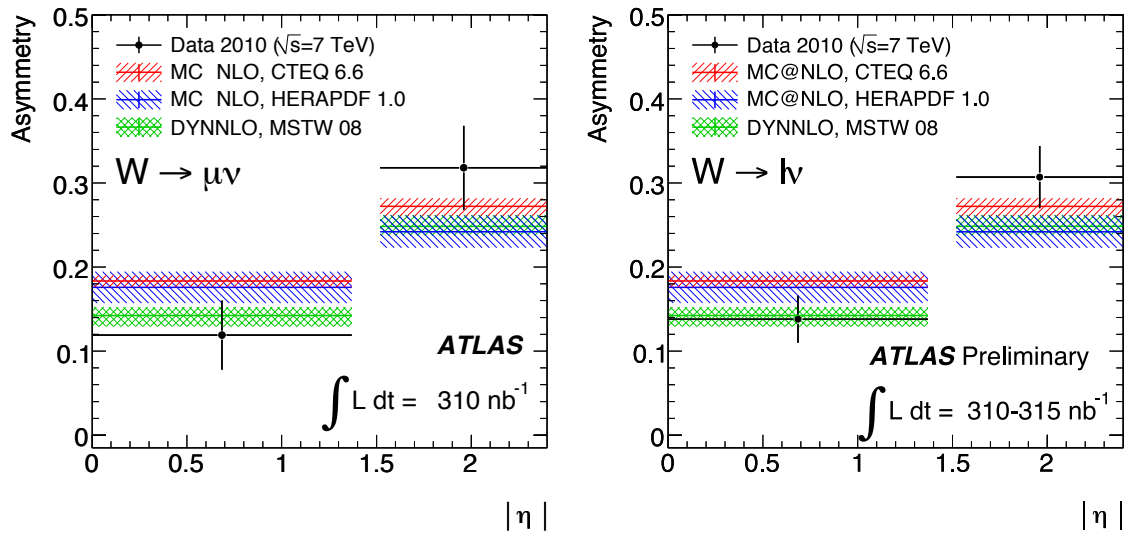 Asymmetry
0.5
0.4
0.3
0.2
0.1
0
Data 2010 (√s=7 TeV)
MC NLO, CTEQ 6.6
MC NLO, HERAPDF 1.0
DYNNLO, MSTW 08
W → μν
ATLAS
∫ L dt = 310 nb⁻¹
0 0.5 1 1.5 2
|η|
Asymmetry
0.5
0.4
0.3
0.2
0.1
0
Data 2010 (√s=7 TeV)
MC@NLO, CTEQ 6.6
MC@NLO, HERAPDF 1.0
DYNNLO, MSTW 08
W → lν
ATLAS Preliminary
∫ L dt = 310-315 nb⁻¹
0 0.5 1 1.5 2
|η|